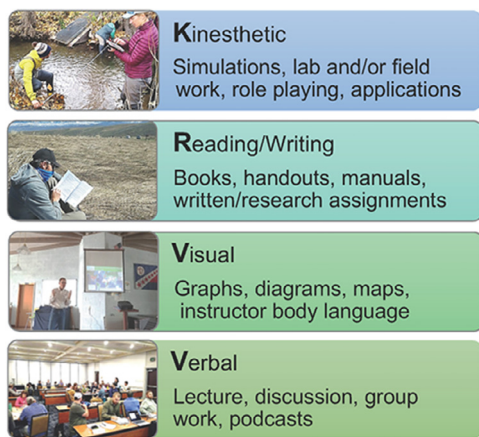 Kinesthetic
Simulations, lab and/or field
work, role playing, applications
Reading/Writing
Books, handouts, manuals,
written/research assignments
Visual
Graphs, diagrams, maps,
instructor body language
Verbal
Lecture, discussion, group
work, podcasts